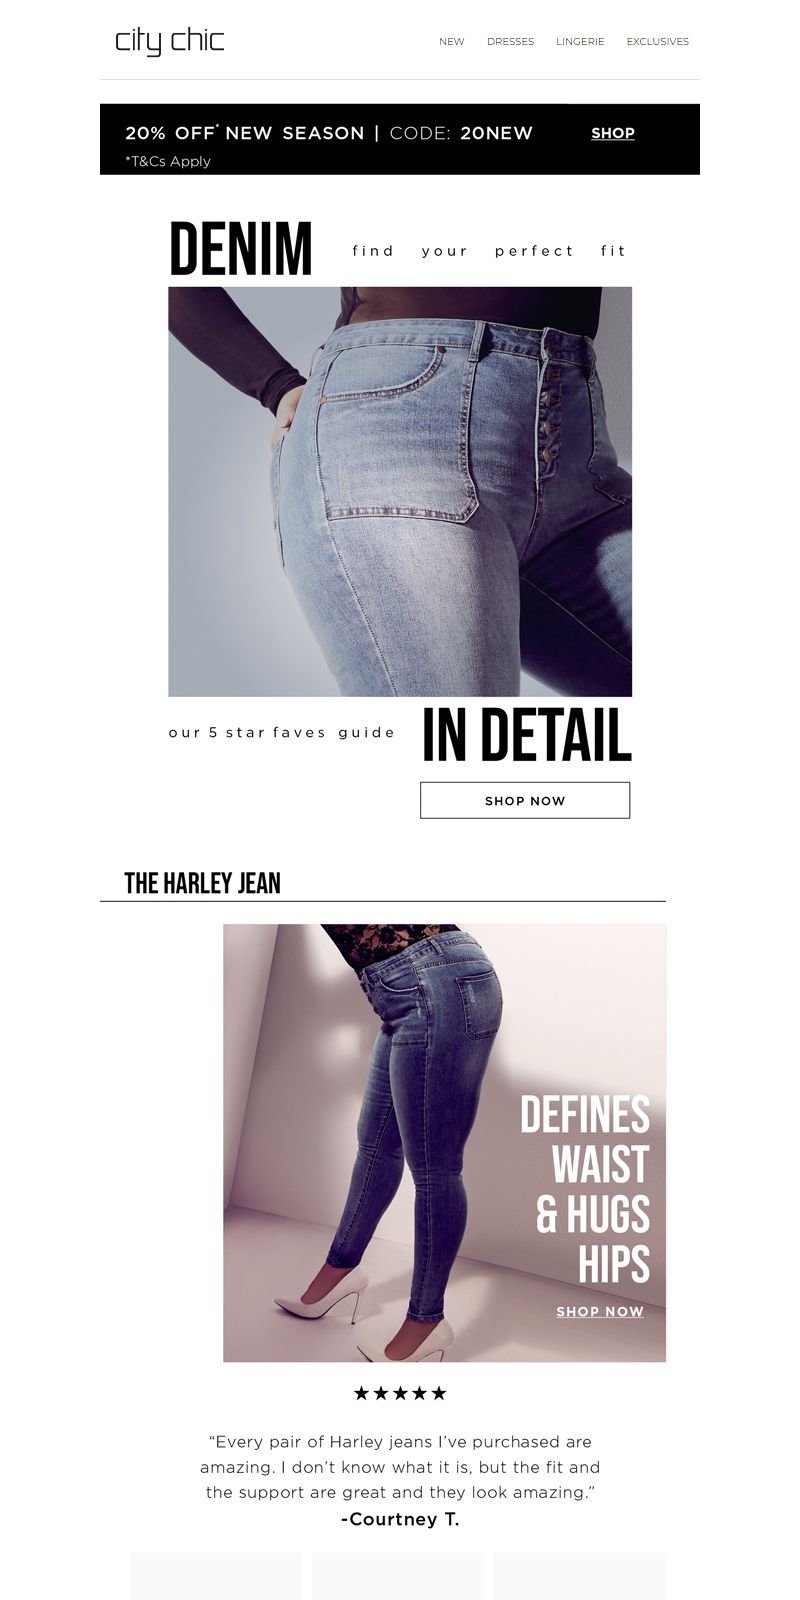 city chic
NEW DRESSES LINGERIE EXCLUSIVES
20% OFF* NEW SEASON | CODE: 20NEW SHOP
*T&Cs Apply
DENIM find your perfect fit
our 5 star faves guide IN DETAIL
SHOP NOW
THE HARLEY JEAN
DEFINES
WAIST
& HUGS
HIPS
SHOP NOW
★★★★★
“Every pair of Harley jeans I’ve purchased are
amazing. I don’t know what it is, but the fit and
the support are great and they look amazing.”
-Courtney T.